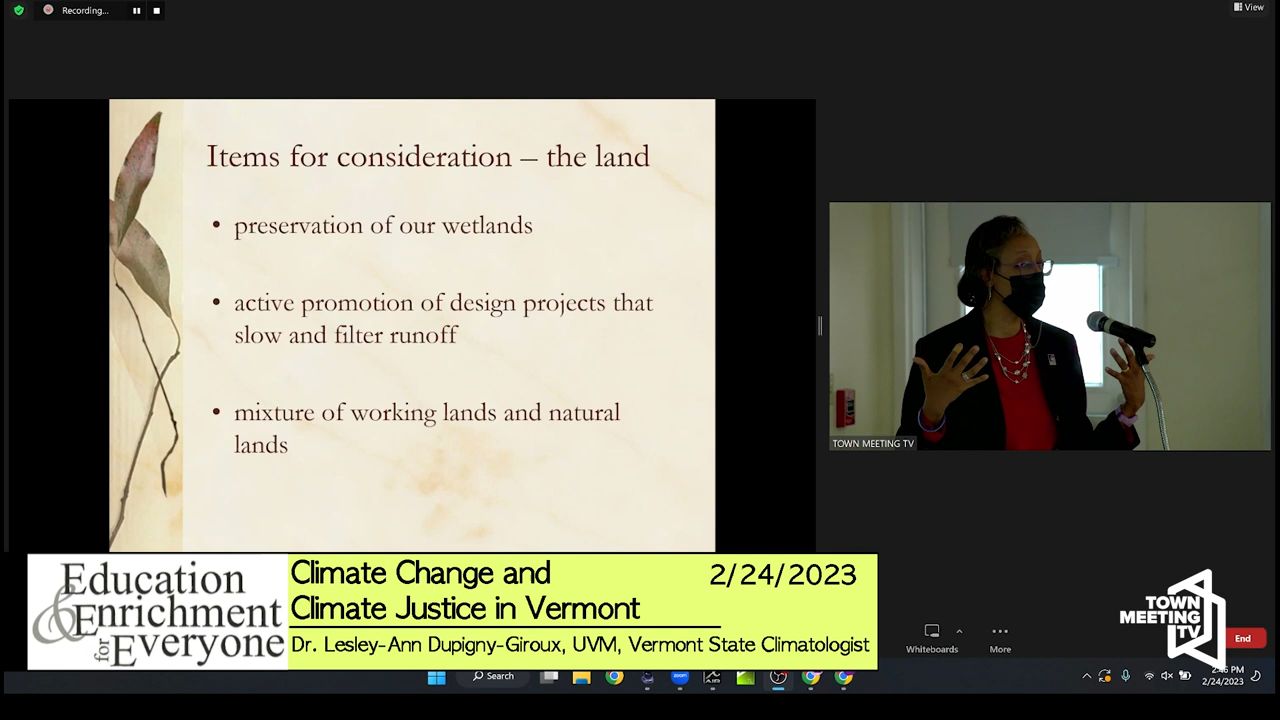 Recording...
View
Items for consideration – the land
• preservation of our wetlands
• active promotion of design projects that
slow and filter runoff
• mixture of working lands and natural
lands
TOWN MEETING TV
Education
& Enrichment
for Everyone
Climate Change and
2/24/2023
Climate Justice in Vermont
Dr. Lesley-Ann Dupigny-Giroux, UVM, Vermont State Climatologist
Whiteboards
More
TOWN
MEETING
TV
End
Search
zoom
PM
2/24/2023